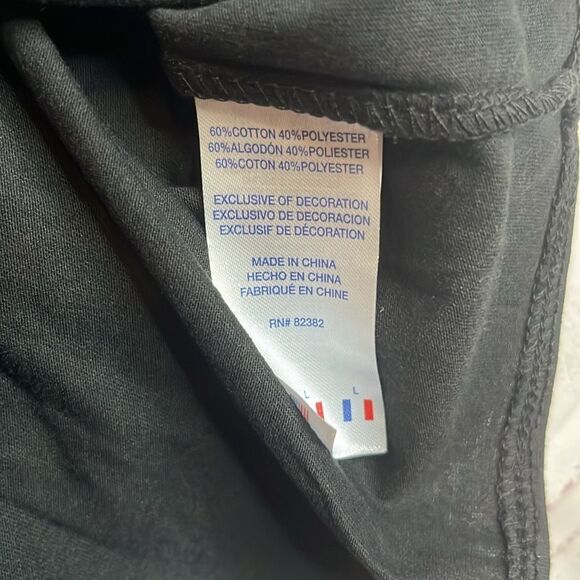 60%COTTON 40%POLYESTER
60%ALGODÓN 40%POLIESTER
60%COTON 40%POLYESTER
EXCLUSIVE OF DECORATION
EXCLUSIVO DE DECORACION
EXCLUSIF DE DÉCORATION
MADE IN CHINA
HECHO EN CHINA
FABRIQUÉ EN CHINE
RN# 82382
L L